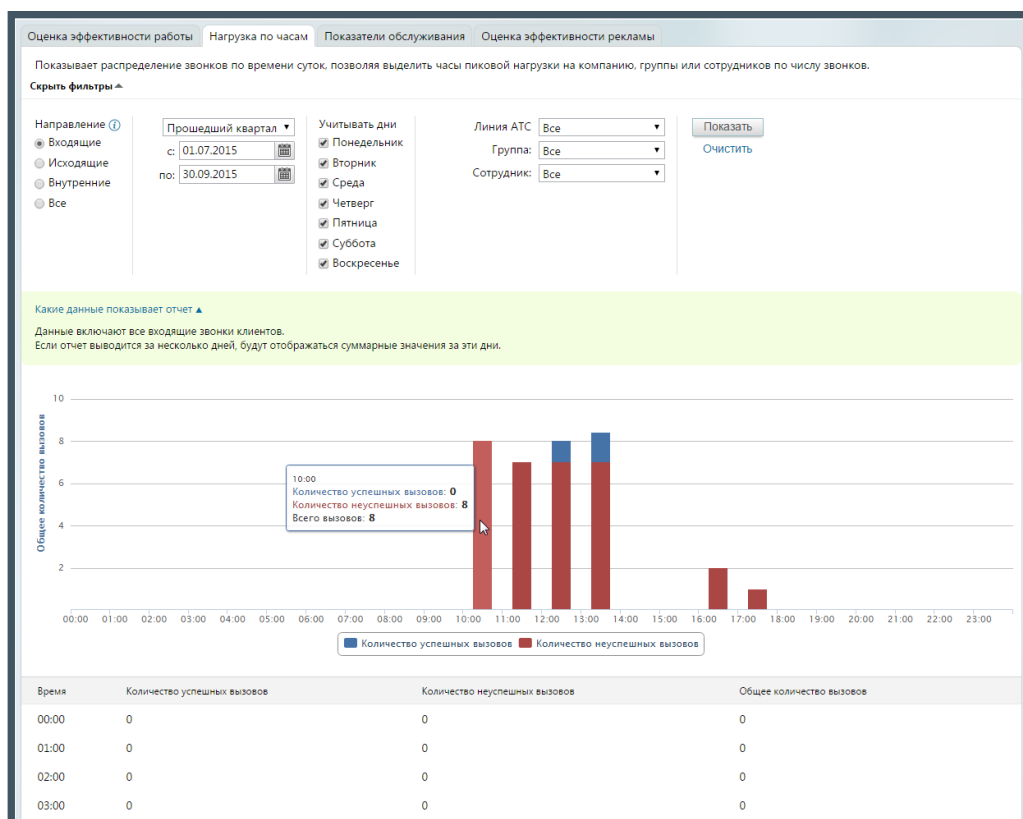 Оценка эффективности работы Нагрузка по часам Показатели обслуживания Оценка эффективности рекламы
Показывает распределение звонков по времени суток, позволяя выделить часы пиковой нагрузки на компанию, группы или сотрудников по числу звонков.
Скрыть фильтры
Направление i
Входящие
Исходящие
Внутренние
Все
Прошедший квартал
с: 01.07.2015
по: 30.09.2015
Учитывать дни
Понедельник
Вторник
Среда
Четверг
Пятница
Суббота
Воскресенье
Линия АТС Все
Группа: Все
Сотрудник: Все
Показать
Очистить
Какие данные показывает отчет
Данные включают все входящие звонки клиентов.
Если отчет выводится за несколько дней, будут отображаться суммарные значения за эти дни.
Общее количество вызовов
10
8
6
4
2
10:00
Количество успешных вызовов: 0
Количество неуспешных вызовов: 8
Всего вызовов: 8
00:00 01:00 02:00 03:00 04:00 05:00 06:00 07:00 08:00 09:00 10:00 11:00 12:00 13:00 14:00 15:00 16:00 17:00 18:00 19:00 20:00 21:00 22:00 23:00
Количество успешных вызовов Количество неуспешных вызовов
Время Количество успешных вызовов Количество неуспешных вызовов Общее количество вызовов
00:00 0 0 0
01:00 0 0 0
02:00 0 0 0
03:00 0 0 0